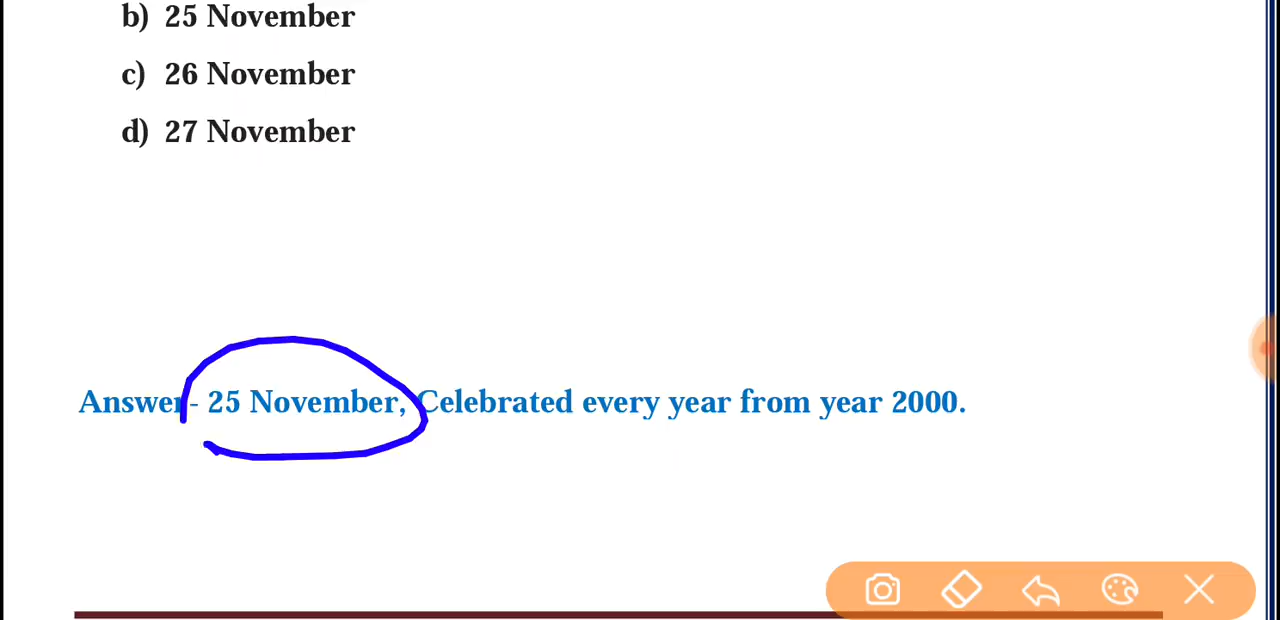 b) 25 November
c) 26 November
d) 27 November
Answer- 25 November, Celebrated every year from year 2000.